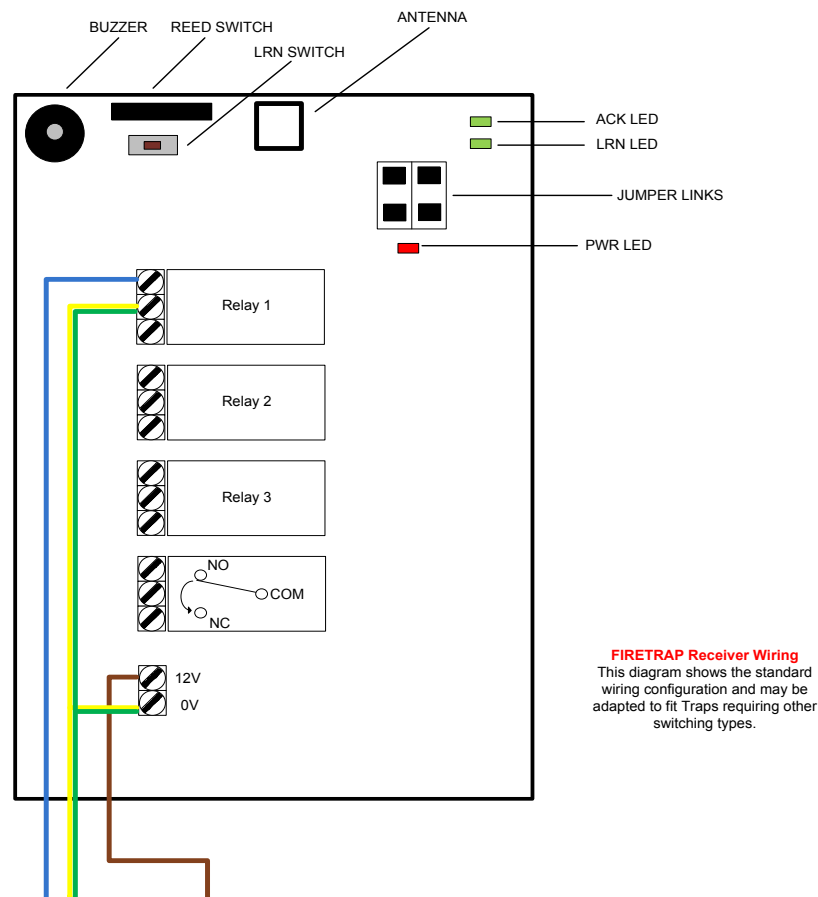 ANTENNA
BUZZER
REED SWITCH
LRN SWITCH
ACK LED
LRN LED
JUMPER LINKS
PWR LED
Relay 1
Relay 2
Relay 3
NO
COM
NC
12V
0V
FIRETRAP Receiver Wiring
This diagram shows the standard
wiring configuration and may be
adapted to fit Traps requiring other
switching types.